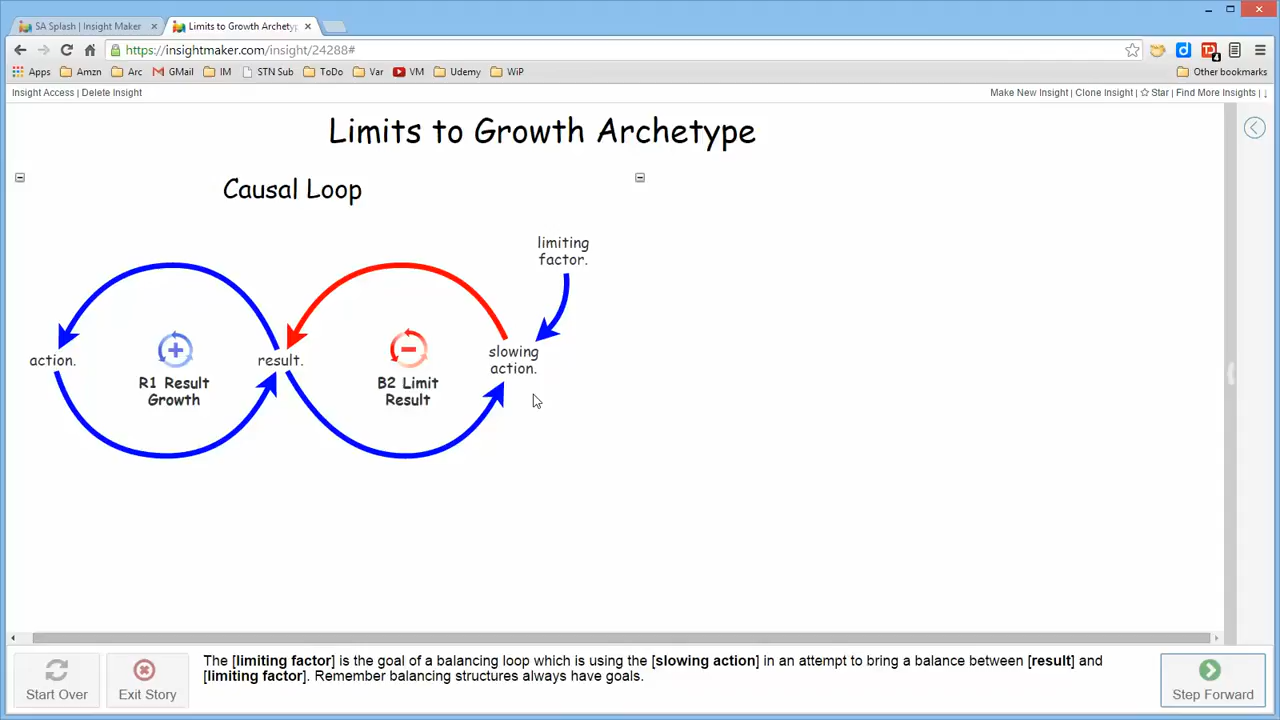 SA Splash | Insight Maker
Limits to Growth Archety
https://insightmaker.com/insight/24288#
4
Apps Amzn Arc GMail IM STN Sub ToDo Var VM Udemy WiP Other bookmarks
Insight Access | Delete Insight
Make New Insight | Clone Insight | Star | Find More Insights | ↓
Limits to Growth Archetype
Causal Loop
limiting
factor.
action.
R1 Result
Growth
result.
B2 Limit
Result
slowing
action.
Start Over
Exit Story
The [limiting factor] is the goal of a balancing loop which is using the [slowing action] in an attempt to bring a balance between [result] and
[limiting factor]. Remember balancing structures always have goals.
Step Forward